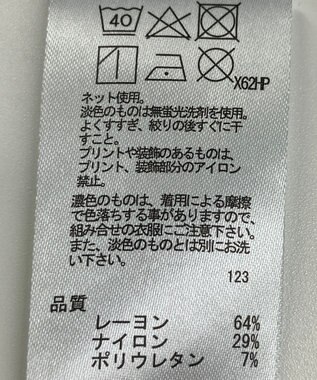 40
X62HP
ネット使用。
淡色のものは無蛍光洗剤を使用。
よくすすぎ、絞りの後すぐに干
すこと。
プリントや装飾のあるものは、
プリント、装飾部分のアイロン
禁止。
濃色のものは、着用による摩擦
で色落ちする事がありますので、
組み合せの衣服にご注意下さい。
また、淡色のものとは別にお洗
い下さい。
123
品質
レーヨン 64%
ナイロン 29%
ポリウレタン 7%